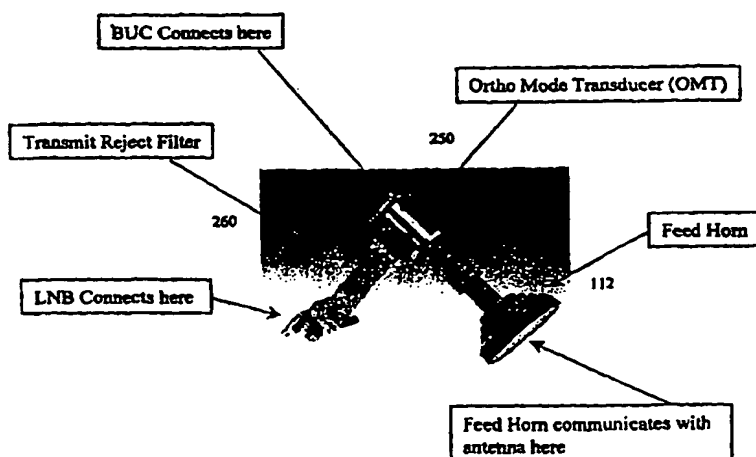 BUC Connects here
Ortho Mode Transducer (OMT)
250
Transmit Reject Filter
260
Feed Horn
112
LNB Connects here
Feed Horn communicates with
antenna here